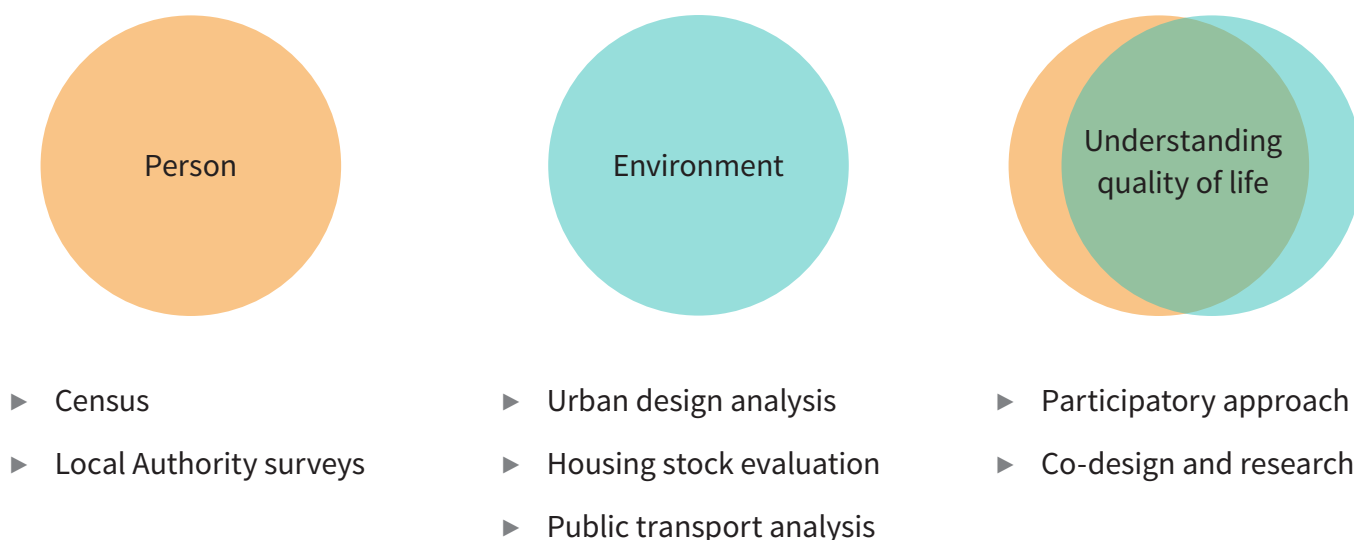 Person
Environment
Understanding
quality of life
► Census
► Local Authority surveys
► Urban design analysis
► Housing stock evaluation
► Public transport analysis
► Participatory approach
► Co-design and research